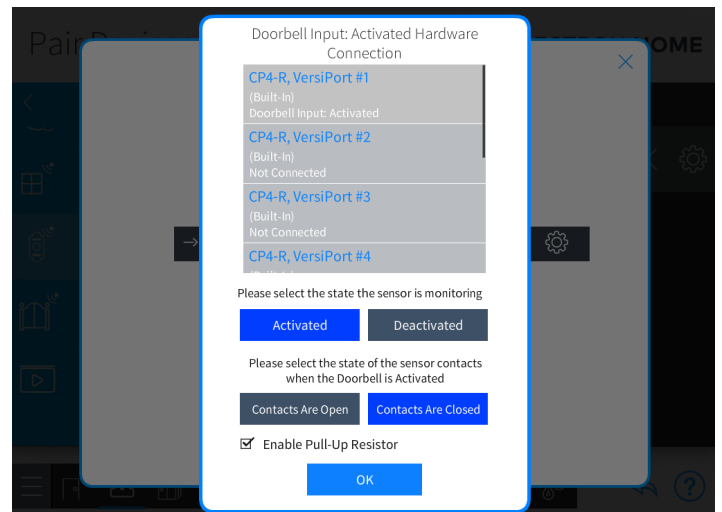 Doorbell Input: Activated Hardware
Connection
Pair
OME
CP4-R, VersiPort #1
(Built-In)
Doorbell Input: Activated
CP4-R, VersiPort #2
(Built-In)
Not Connected
CP4-R, VersiPort #3
(Built-In)
Not Connected
CP4-R, VersiPort #4
Please select the state the sensor is monitoring
Activated
Deactivated
Please select the state of the sensor contacts
when the Doorbell is Activated
Contacts Are Open
Contacts Are Closed
Enable Pull-Up Resistor
OK
?